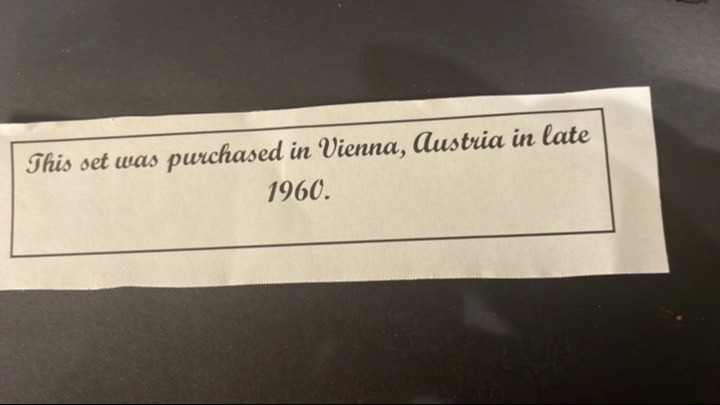 This set was purchased in Vienna, Austria in late
1960.